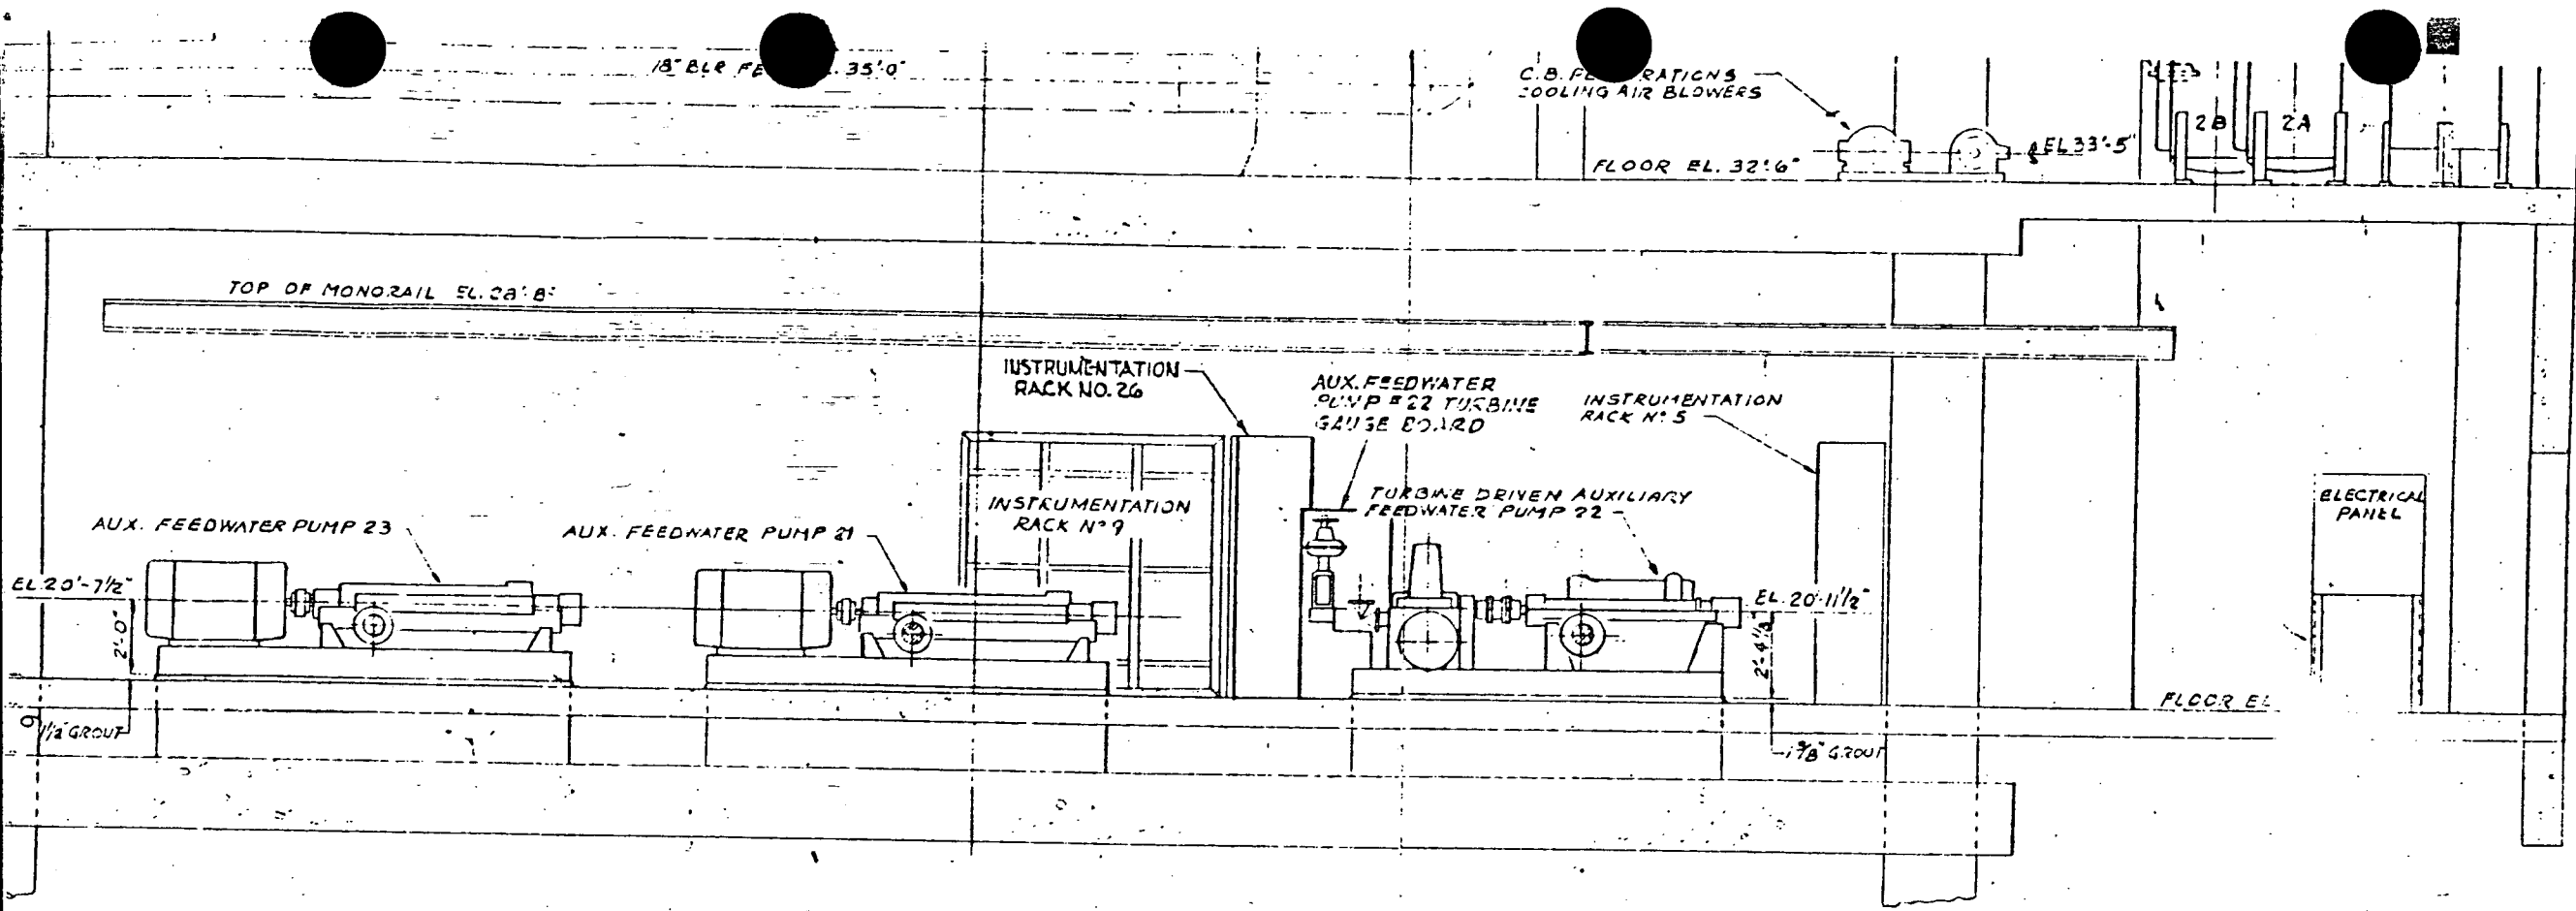 18" BLR FE 35'-0"
C.B. PE RATIONS
COOLING AIR BLOWERS
2B
2A
EL 33'-5"
FLOOR EL. 32'-6"
TOP OF MONORAIL EL. 28'-8"
INSTRUMENTATION
RACK NO. 26
AUX. FEEDWATER
PUMP #22 TURBINE
GAUGE BOARD
INSTRUMENTATION
RACK Nº 5
INSTRUMENTATION
RACK Nº 9
TURBINE DRIVEN AUXILIARY
FEEDWATER PUMP 22
ELECTRICAL
PANEL
AUX. FEEDWATER PUMP 23
AUX. FEEDWATER PUMP 21
EL. 20'-7½"
EL. 20'-11½"
2'-0"
2'-4⅛"
FLOOR EL
9
1½" GROUT
GROUT